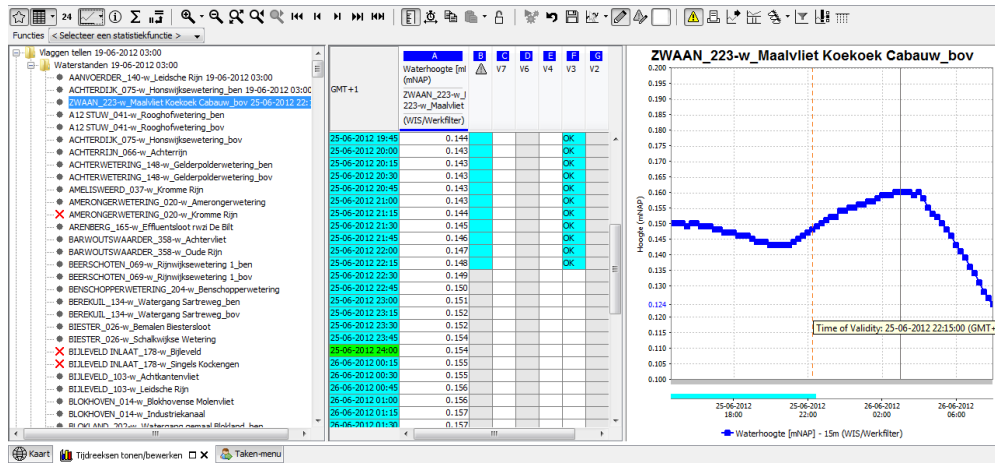 24
Functies < Selecteer een statistiekfunctie >
Vlaggen tellen 19-06-2012 03:00
Waterstanden 19-06-2012 03:00
AANVOERDER_140-w_Leidsche Rijn 19-06-2012 03:00
ACHTERDIJK_075-w_Honswijksewetering_ben 19-06-2012 03:00
ZWAAN_223-w_Maalvliet Koekoek Cabauw_bov 25-06-2012 22:
A12 STUW_041-w_Rooghofwetering_ben
A12 STUW_041-w_Rooghofwetering_bov
ACHTERDIJK_075-w_Honswijksewetering_bov
ACHTERRIJN_066-w_Achterrijn
ACHTERWETERING_148-w_Gelderpolderwetering_ben
ACHTERWETERING_148-w_Gelderpolderwetering_bov
AMELISWEERD_037-w_Kromme Rijn
AMERONGERWETERING_020-w_Amerongerwetering
AMERONGERWETERING_020-w_Kromme Rijn
ARENBERG_165-w_Effluentsloot rwzi De Bilt
BARWOUTSWAARDER_358-w_Achtervliet
BARWOUTSWAARDER_358-w_Oude Rijn
BEERSCHOTEN_069-w_Rijnwijksewetering 1_ben
BEERSCHOTEN_069-w_Rijnwijksewetering 1_bov
BENSCHOPPERWETERING_204-w_Benschopperwetering
BEREKUIL_134-w_Watergang Sartreweg_ben
BEREKUIL_134-w_Watergang Sartreweg_bov
BIESTER_026-w_Bemalen Biestersloot
BIESTER_026-w_Schalkwijkse Wetering
BIJLEVELD INLAAT_178-w_Bijleveld
BIJLEVELD INLAAT_178-w_Singels Kockengen
BIJLEVELD_103-w_Achtkantenvliet
BIJLEVELD_103-w_Leidsche Rijn
BLOKHOVEN_014-w_Blokhovense Molenvliet
BLOKHOVEN_014-w_Industriekanaal
BLOKLAND_202-w_Watergang gemaal Blokland_ben
A B C D E F G
Waterhoogte [ml V7 V6 V4 V3 V2
(mNAP)
GMT+1
ZWAAN_223-w_l
223-w_Maalvliet
(WIS/Werkfilter)
25-06-2012 19:45 0.144 OK
25-06-2012 20:00 0.143 OK
25-06-2012 20:15 0.143 OK
25-06-2012 20:30 0.143 OK
25-06-2012 20:45 0.143 OK
25-06-2012 21:00 0.143 OK
25-06-2012 21:15 0.144 OK
25-06-2012 21:30 0.145 OK
25-06-2012 21:45 0.146 OK
25-06-2012 22:00 0.147 OK
25-06-2012 22:15 0.148 OK
25-06-2012 22:30 0.149
25-06-2012 22:45 0.150
25-06-2012 23:00 0.151
25-06-2012 23:15 0.152
25-06-2012 23:30 0.152
25-06-2012 23:45 0.154
25-06-2012 24:00 0.154
26-06-2012 00:15 0.155
26-06-2012 00:30 0.155
26-06-2012 00:45 0.156
26-06-2012 01:00 0.156
26-06-2012 01:15 0.157
26-06-2012 01:30 0.157
ZWAAN_223-w_Maalvliet Koekoek Cabauw_bov
0.200
0.195
0.190
0.185
0.180
0.175
0.170
0.165
0.160
0.155
0.150
0.145
0.140
0.135
0.130
0.124
0.120
0.115
0.110
0.105
0.100
Hoogte (mNAP)
Time of Validity: 25-06-2012 22:15:00 (GMT+
25-06-2012 25-06-2012 26-06-2012 26-06-2012
18:00 22:00 02:00 06:00
Waterhoogte [mNAP] - 15m (WIS/Werkfilter)
Kaart Tijdreeksen tonen/bewerken Taken-menu